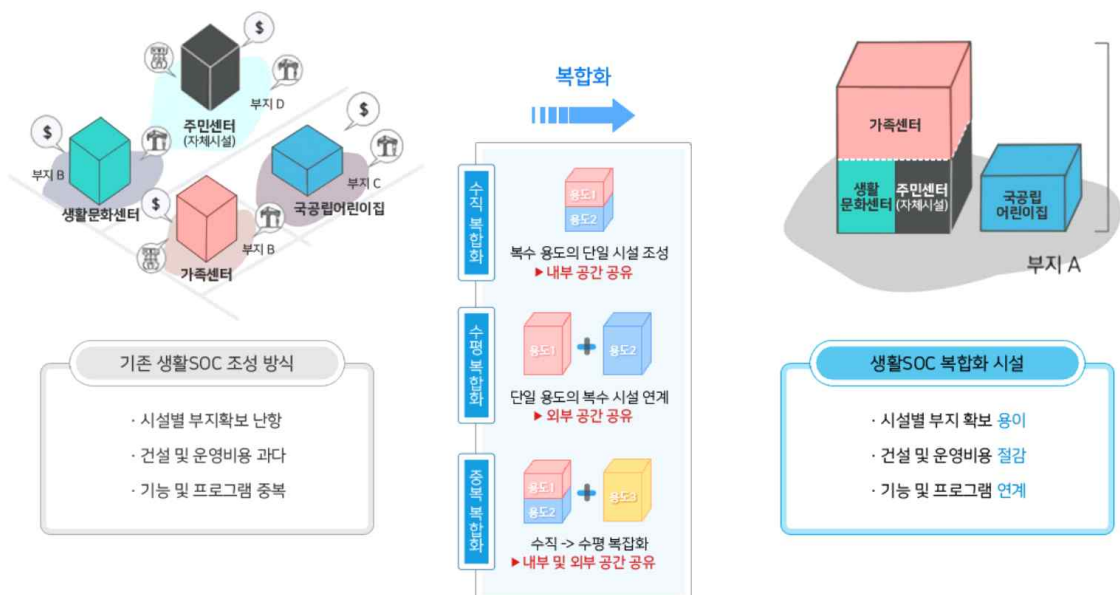 $
부지 D
주민센터
(자체시설)
$
부지 B
생활문화센터
$
부지 C
국공립어린이집
$
부지 B
가족센터
기존 생활SOC 조성 방식
· 시설별 부지확보 난항
· 건설 및 운영비용 과다
· 기능 및 프로그램 중복
복합화
수직 복합화
용도1
용도2
복수 용도의 단일 시설 조성
▶ 내부 공간 공유
수평 복합화
용도1
용도2
단일 용도의 복수 시설 연계
▶ 외부 공간 공유
중복 복합화
용도1
용도2
용도3
수직 -> 수평 복잡화
▶ 내부 및 외부 공간 공유
가족센터
생활
문화센터
주민센터
(자체시설)
국공립
어린이집
부지 A
생활SOC 복합화 시설
· 시설별 부지 확보 용이
· 건설 및 운영비용 절감
· 기능 및 프로그램 연계